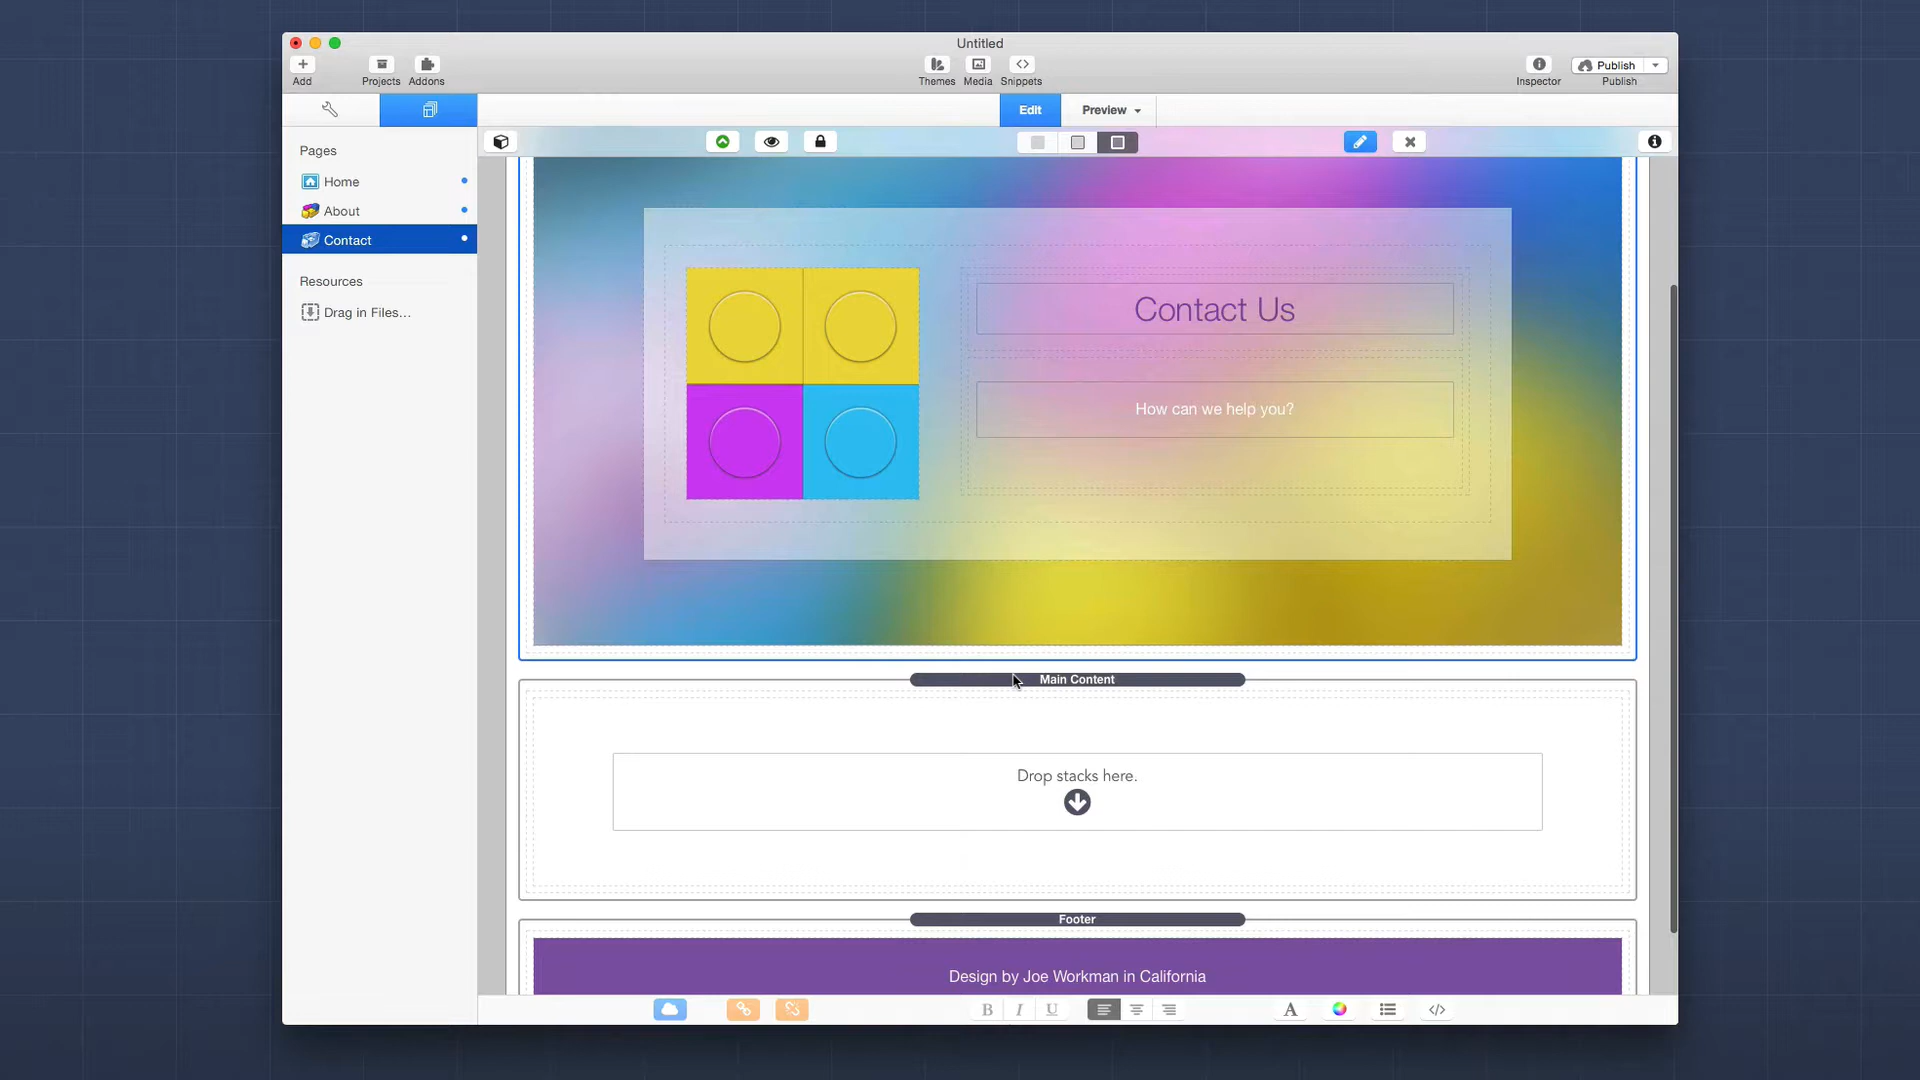 Untitled
Add
Projects
Addons
Themes
Media
Snippets
Inspector
Publish
Publish
Edit
Preview
Pages
Home
About
Contact
Resources
Drag in Files...
Contact Us
How can we help you?
Main Content
Drop stacks here.
Footer
Design by Joe Workman in California
B I U
A